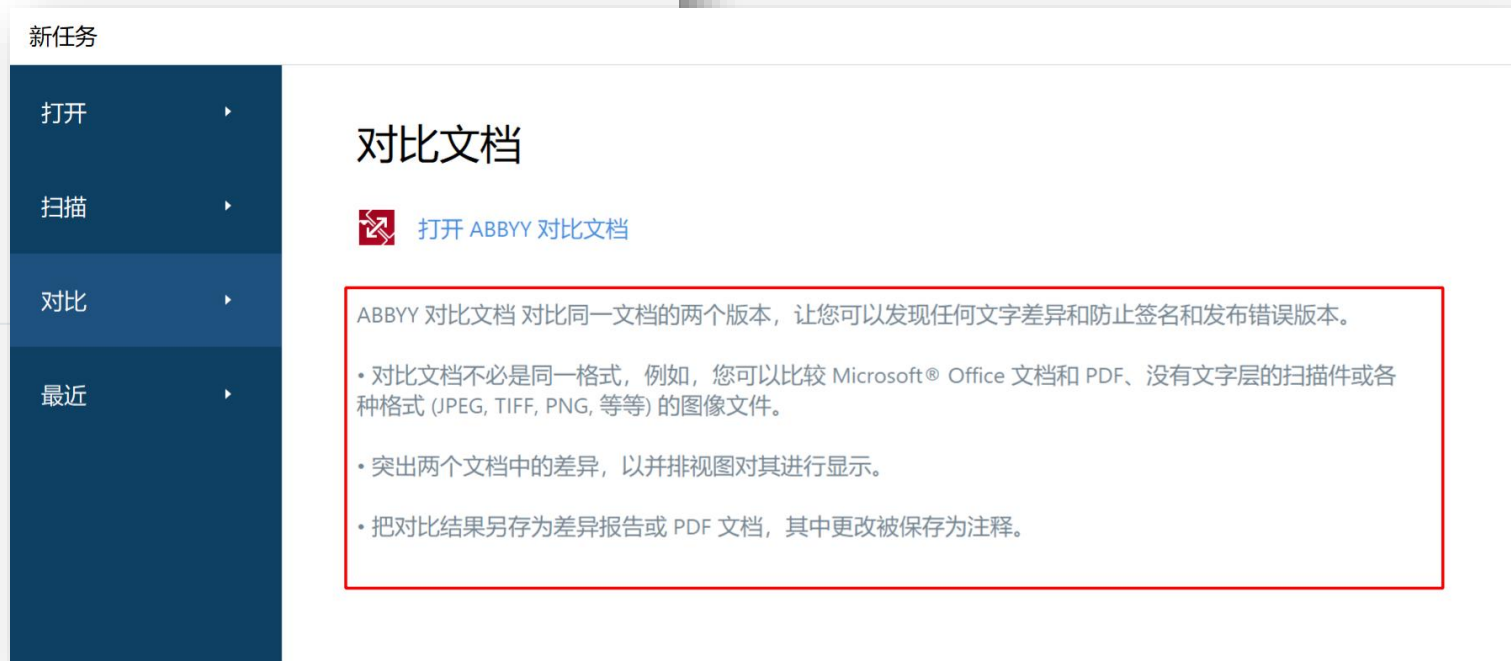 新任务
打开
扫描
对比
最近
对比文档
打开 ABBYY 对比文档
ABBYY 对比文档 对比同一文档的两个版本，让您可以发现任何文字差异和防止签名和发布错误版本。
• 对比文档不必是同一格式，例如，您可以比较 Microsoft® Office 文档和 PDF、没有文字层的扫描件或各
种格式 (JPEG, TIFF, PNG, 等等) 的图像文件。
• 突出两个文档中的差异，以并排视图对其进行显示。
• 把对比结果另存为差异报告或 PDF 文档，其中更改被保存为注释。